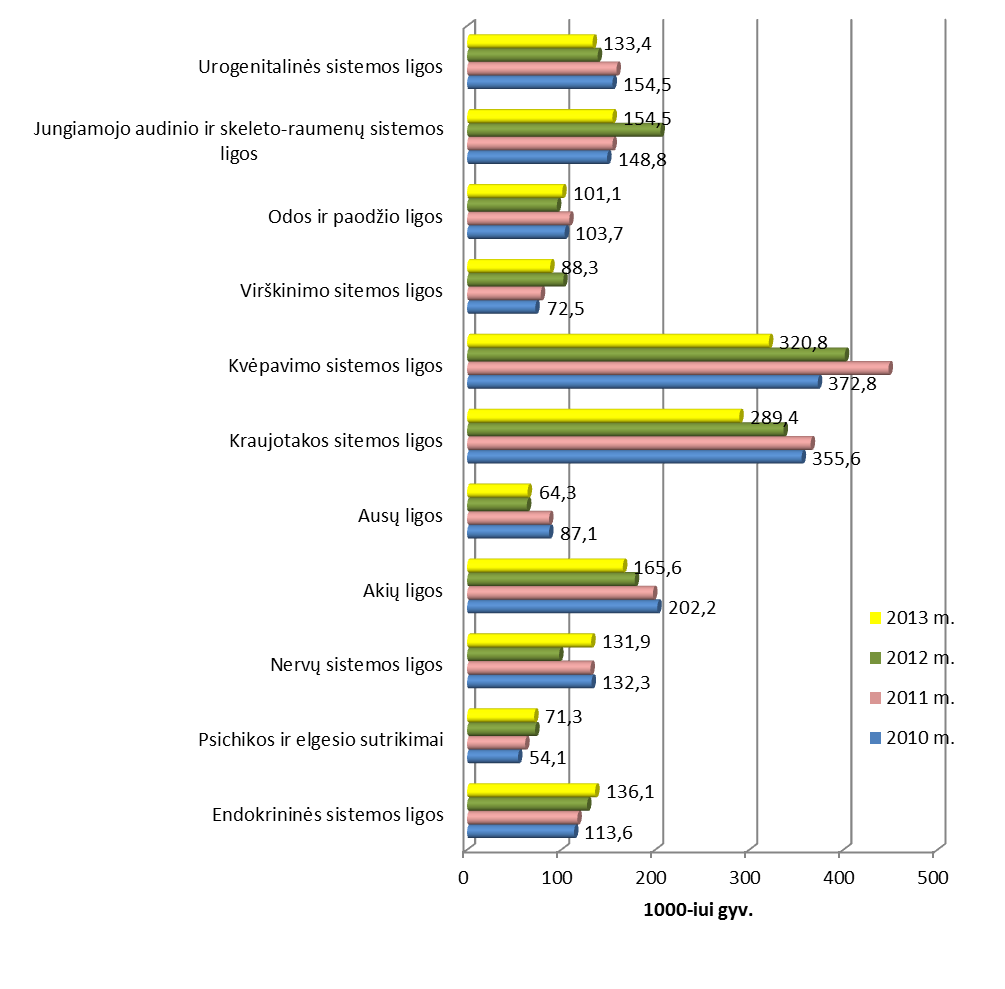 Urogenitalinės sistemos ligos
133,4
154,5
Jungiamojo audinio ir skeleto-raumenų sistemos
ligos
154,5
148,8
Odos ir paodžio ligos
101,1
103,7
Virškinimo sitemos ligos
88,3
72,5
Kvėpavimo sistemos ligos
320,8
372,8
Kraujotakos sitemos ligos
289,4
355,6
Ausų ligos
64,3
87,1
Akių ligos
165,6
202,2
Nervų sistemos ligos
131,9
132,3
Psichikos ir elgesio sutrikimai
71,3
54,1
Endokrininės sistemos ligos
136,1
113,6
2013 m.
2012 m.
2011 m.
2010 m.
0 100 200 300 400 500
1000-iui gyv.